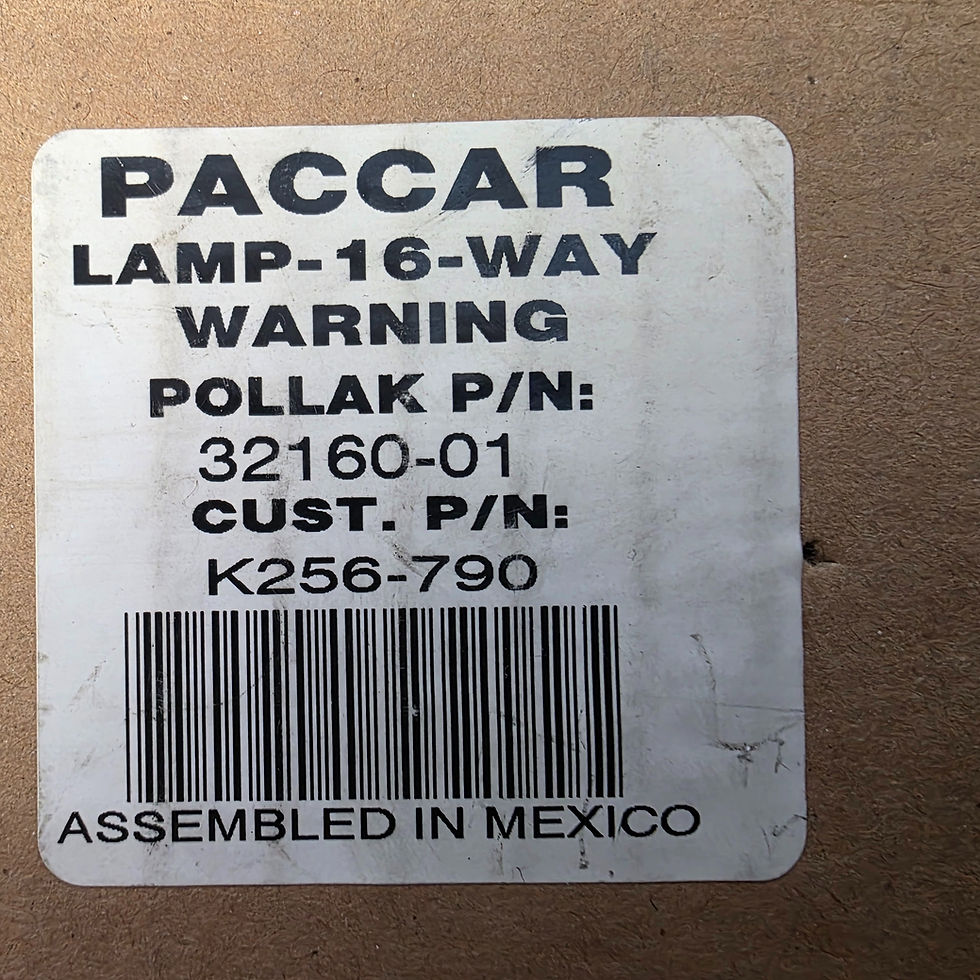 PACCAR
LAMP-16-WAY
WARNING
POLLAK P/N:
32160-01
CUST. P/N:
K256-790
ASSEMBLED IN MEXICO